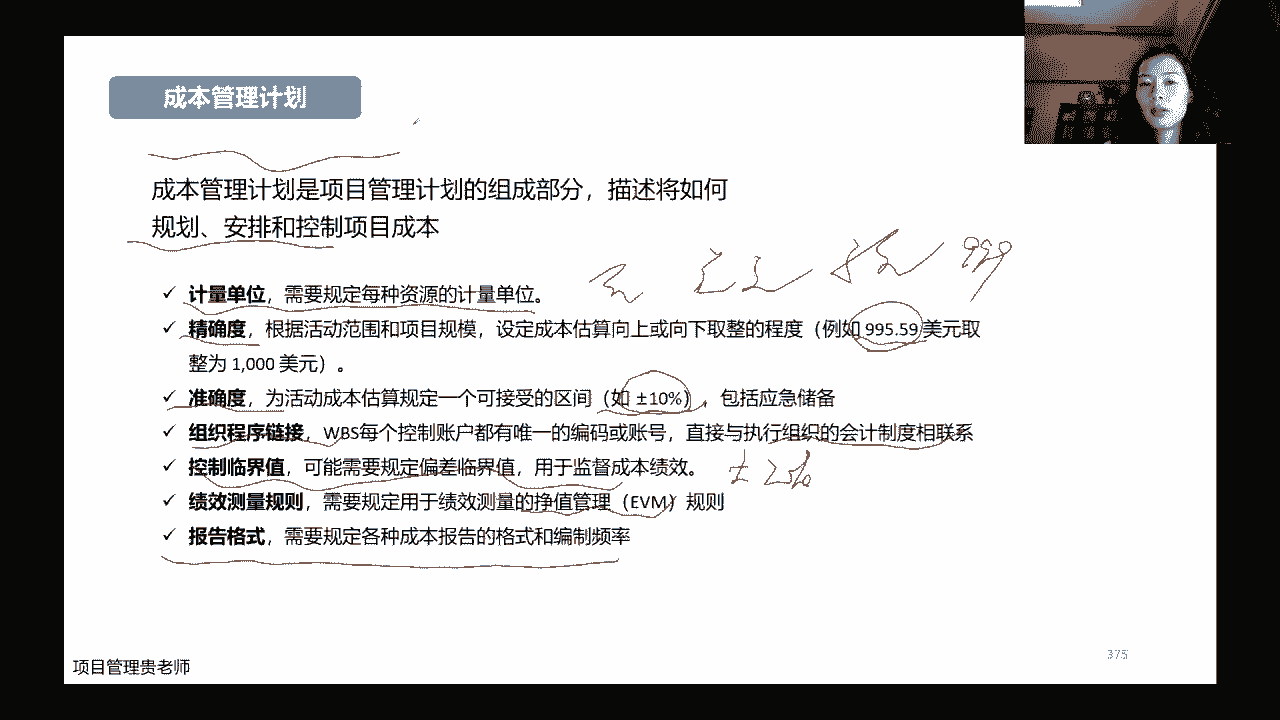 成本管理计划
成本管理计划是项目管理计划的组成部分，描述将如何
规划、安排和控制项目成本
✓ 计量单位，需要规定每种资源的计量单位。
✓ 精确度，根据活动范围和项目规模，设定成本估算向上或向下取整的程度（例如 995.59 美元取
整为 1,000 美元）。
✓ 准确度，为活动成本估算规定一个可接受的区间（如 ±10%），包括应急储备
✓ 组织程序链接，WBS每个控制账户都有唯一的编码或账号，直接与执行组织的会计制度相联系
✓ 控制临界值，可能需要规定偏差临界值，用于监督成本绩效。
✓ 绩效测量规则，需要规定用于绩效测量的挣值管理（EVM）规则
✓ 报告格式，需要规定各种成本报告的格式和编制频率
项目管理贵老师
375